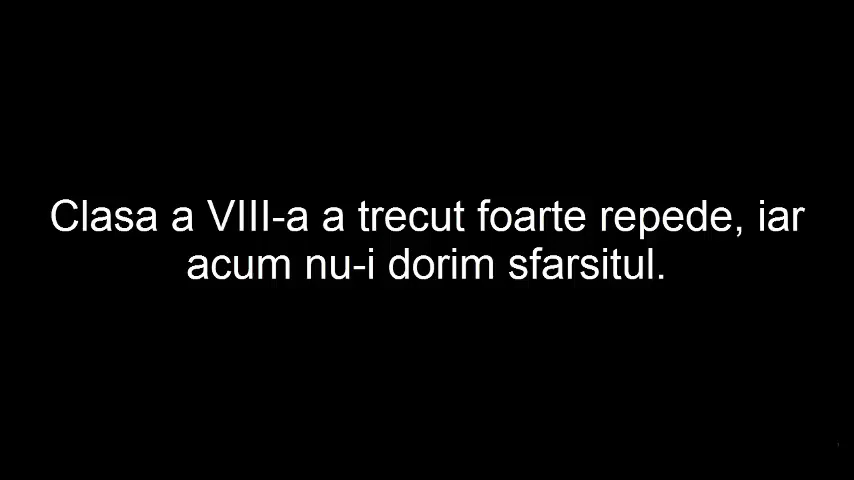 Clasa a VIII-a a trecut foarte repede, iar
acum nu-i dorim sfarsitul.